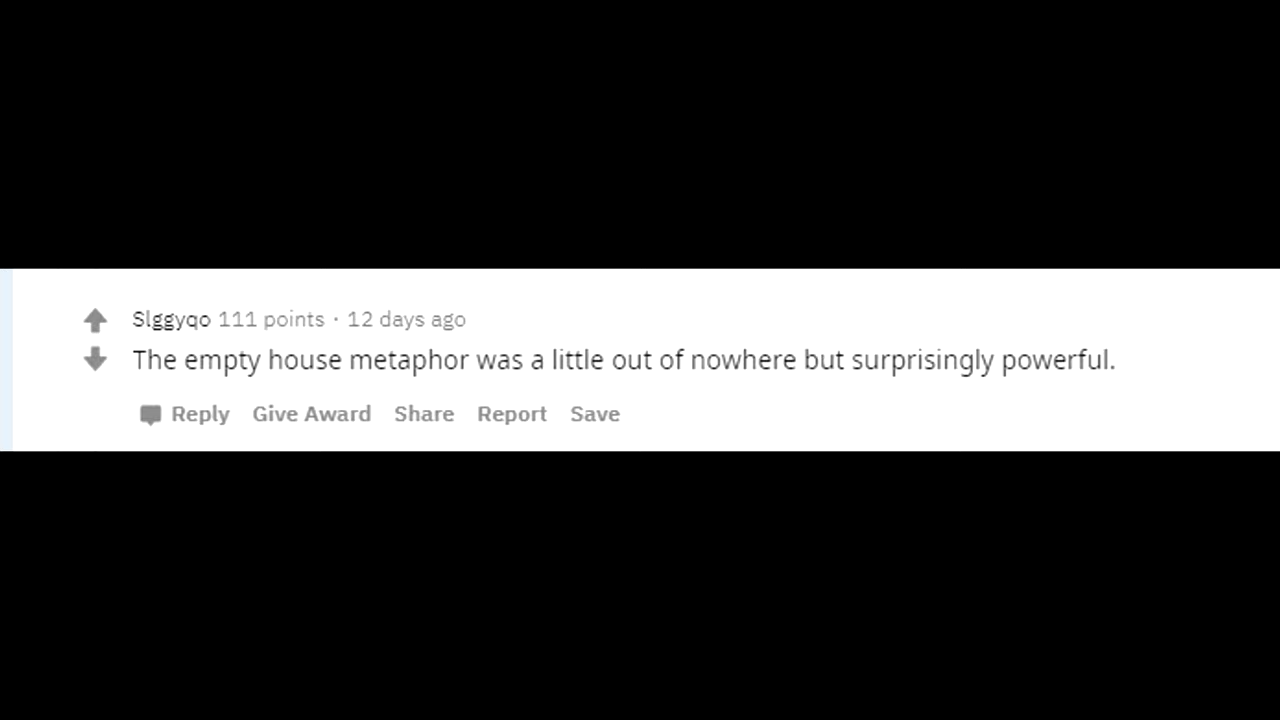 Slggyqo 111 points · 12 days ago
The empty house metaphor was a little out of nowhere but surprisingly powerful.
Reply Give Award Share Report Save